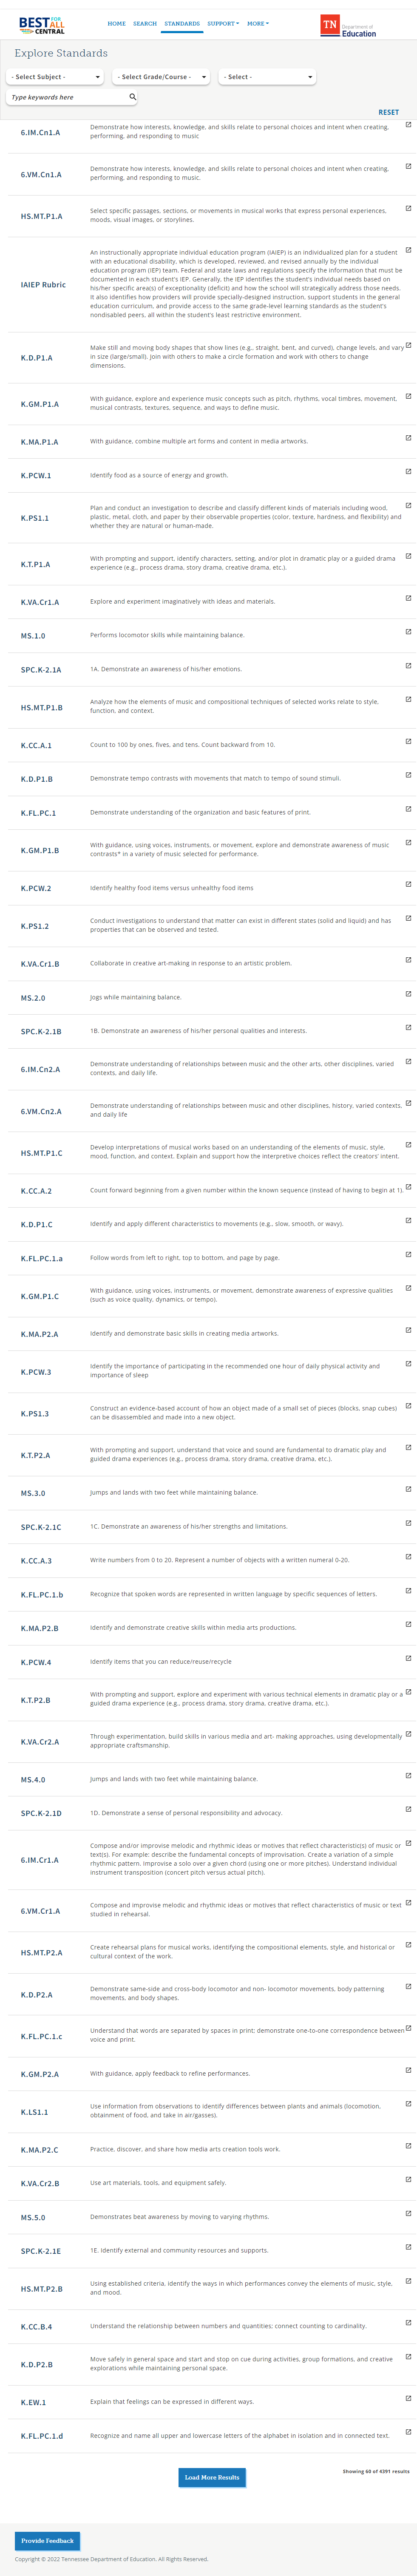 BEST FOR ALL CENTRAL
HOME SEARCH STANDARDS SUPPORT MORE
TN Department of Education
Explore Standards
- Select Subject - - Select Grade/Course - - Select -
Type keywords here
RESET
6.IM.Cn1.A Demonstrate how interests, knowledge, and skills relate to personal choices and intent when creating,
performing, and responding to music
6.VM.Cn1.A Demonstrate how interests, knowledge, and skills relate to personal choices and intent when creating,
performing, and responding to music.
HS.MT.P1.A Select specific passages, sections, or movements in musical works that express personal experiences,
moods, visual images, or storylines.
IAIEP Rubric An instructionally appropriate individual education program (IAIEP) is an individualized plan for a student
with an educational disability, which is developed, reviewed, and revised annually by the individual
education program (IEP) team. Federal and state laws and regulations specify the information that must be
documented in each student's IEP. Generally, the IEP identifies the student's individualized needs based on
his/her specific area(s) of exceptionality (deficit) and how the school will strategically address those needs.
It also identifies how providers will provide specially-designed instruction, support students in the general
education curriculum, and provide access to the same grade-level learning standards as the student's
nondisabled peers, all within the student's least restrictive environment.
K.D.P1.A Make still and moving body shapes that show lines (e.g., straight, bent, and curved), change levels, and vary
in size (large/small). Join with others to make a circle formation and work with others to change
dimensions.
K.GM.P1.A With guidance, explore and experience music concepts such as pitch, rhythms, vocal timbres, movement,
musical contrasts, textures, sequence, and ways to define music.
K.MA.P1.A With guidance, combine multiple art forms and content in media artworks.
K.PCW.1 Identify food as a source of energy and growth.
K.PS1.1 Plan and conduct an investigation to describe and classify different kinds of materials including wood,
plastic, metal, cloth, and paper by their observable properties (color, texture, hardness, and flexibility) and
whether they are natural or human-made.
K.T.P1.A With prompting and support, identify characters, setting, and/or plot in dramatic play or a guided drama
experience (e.g., process drama, story drama, creative drama, etc.).
K.VA.Cr1.A Explore and experiment imaginatively with ideas and materials.
MS.1.0 Performs locomotor skills while maintaining balance.
SPC.K-2.1A 1A. Demonstrate an awareness of his/her emotions.
HS.MT.P1.B Analyze how the elements of music and compositional techniques of selected works relate to style,
function, and context.
K.CC.A.1 Count to 100 by ones, fives, and tens. Count backward from 10.
K.D.P1.B Demonstrate tempo contrasts with movements that match to tempo of sound stimuli.
K.FL.PC.1 Demonstrate understanding of the organization and basic features of print.
K.GM.P1.B With guidance, using voices, instruments, or movement, explore and demonstrate awareness of music
contrasts* in a variety of music selected for performance.
K.PCW.2 Identify healthy food items versus unhealthy food items
K.PS1.2 Conduct investigations to understand that matter can exist in different states (solid and liquid) and has
properties that can be observed and tested.
K.VA.Cr1.B Collaborate in creative art-making in response to an artistic problem.
MS.2.0 Jogs while maintaining balance.
SPC.K-2.1B 1B. Demonstrate an awareness of his/her personal qualities and interests.
6.IM.Cn2.A Demonstrate understanding of relationships between music and the other arts, other disciplines, varied
contexts, and daily life.
6.VM.Cn2.A Demonstrate understanding of relationships between music and other disciplines, history, varied contexts,
and daily life
HS.MT.P1.C Develop interpretations of musical works based on an understanding of the elements of music, style,
mood, function, and context. Explain and support how the interpretive choices reflect the creators' intent.
K.CC.A.2 Count forward beginning from a given number within the known sequence (instead of having to begin at 1).
K.D.P1.C Identify and apply different characteristics to movements (e.g., slow, smooth, or wavy).
K.FL.PC.1.a Follow words from left to right, top to bottom, and page by page.
K.GM.P1.C With guidance, using voices, instruments, or movement, demonstrate awareness of expressive qualities
(such as voice quality, dynamics, or tempo).
K.MA.P2.A Identify and demonstrate basic skills in creating media artworks.
K.PCW.3 Identify the importance of participating in the recommended one hour of daily physical activity and
importance of sleep
K.PS1.3 Construct an evidence-based account of how an object made of a small set of pieces (blocks, snap cubes)
can be disassembled and made into a new object.
K.T.P2.A With prompting and support, understand that voice and sound are fundamental to dramatic play and
guided drama experiences (e.g., process drama, story drama, creative drama, etc.).
MS.3.0 Jumps and lands with two feet while maintaining balance.
SPC.K-2.1C 1C. Demonstrate an awareness of his/her strengths and limitations.
K.CC.A.3 Write numbers from 0 to 20. Represent a number of objects with a written numeral 0-20.
K.FL.PC.1.b Recognize that spoken words are represented in written language by specific sequences of letters.
K.MA.P2.B Identify and demonstrate creative skills within media arts productions.
K.PCW.4 Identify items that you can reduce/reuse/recycle
K.T.P2.B With prompting and support, explore and experiment with various technical elements in dramatic play or a
guided drama experience (e.g., process drama, story drama, creative drama, etc.).
K.VA.Cr2.A Through experimentation, build skills in various media and art- making approaches, using developmentally
appropriate craftsmanship.
MS.4.0 Jumps and lands with two feet while maintaining balance.
SPC.K-2.1D 1D. Demonstrate a sense of personal responsibility and advocacy.
6.IM.Cr1.A Compose and/or improvise melodic and rhythmic ideas or motives that reflect characteristic(s) of music or
text(s). For example: describe the fundamental concepts of improvisation. Create a variation of a simple
rhythmic pattern. Improvise a solo over a given chord (using one or more pitches). Understand individual
instrument transposition (concert pitch versus actual pitch).
6.VM.Cr1.A Compose and improvise melodic and rhythmic ideas or motives that reflect characteristics of music or text
studied in rehearsal.
HS.MT.P2.A Create rehearsal plans for musical works, identifying the compositional elements, style, and historical or
cultural context of the work.
K.D.P2.A Demonstrate same-side and cross-body locomotor and non- locomotor movements, body patterning
movements, and body shapes.
K.FL.PC.1.c Understand that words are separated by spaces in print; demonstrate one-to-one correspondence between
voice and print.
K.GM.P2.A With guidance, apply feedback to refine performances.
K.LS1.1 Use information from observations to identify differences between plants and animals (locomotion,
obtainment of food, and take in air/gasses).
K.MA.P2.C Practice, discover, and share how media arts creation tools work.
K.VA.Cr2.B Use art materials, tools, and equipment safely.
MS.5.0 Demonstrates beat awareness by moving to varying rhythms.
SPC.K-2.1E 1E. Identify external and community resources and supports.
HS.MT.P2.B Using established criteria, identify the ways in which performances convey the elements of music, style,
and mood.
K.CC.B.4 Understand the relationship between numbers and quantities; connect counting to cardinality.
K.D.P2.B Move safely in general space and start and stop on cue during activities, group formations, and creative
explorations while maintaining personal space.
K.EW.1 Explain that feelings can be expressed in different ways.
K.FL.PC.1.d Recognize and name all upper and lowercase letters of the alphabet in isolation and in connected text.
Showing 60 of 4391 results
Load More Results
Provide Feedback
Copyright © 2022 Tennessee Department of Education. All Rights Reserved.